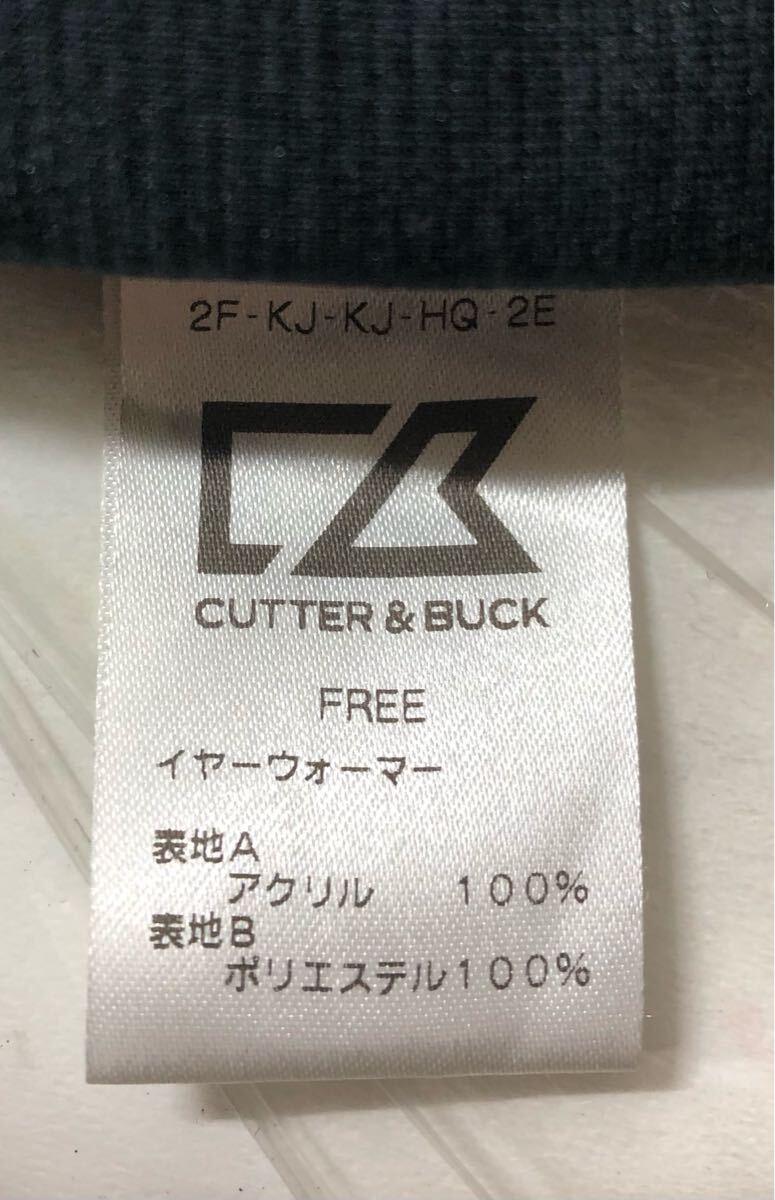 2F-KJ-KJ-HQ-2E
CUTTER & BUCK
FREE
イヤーウォーマー
表地A
アクリル 100%
表地B
ポリエステル100%